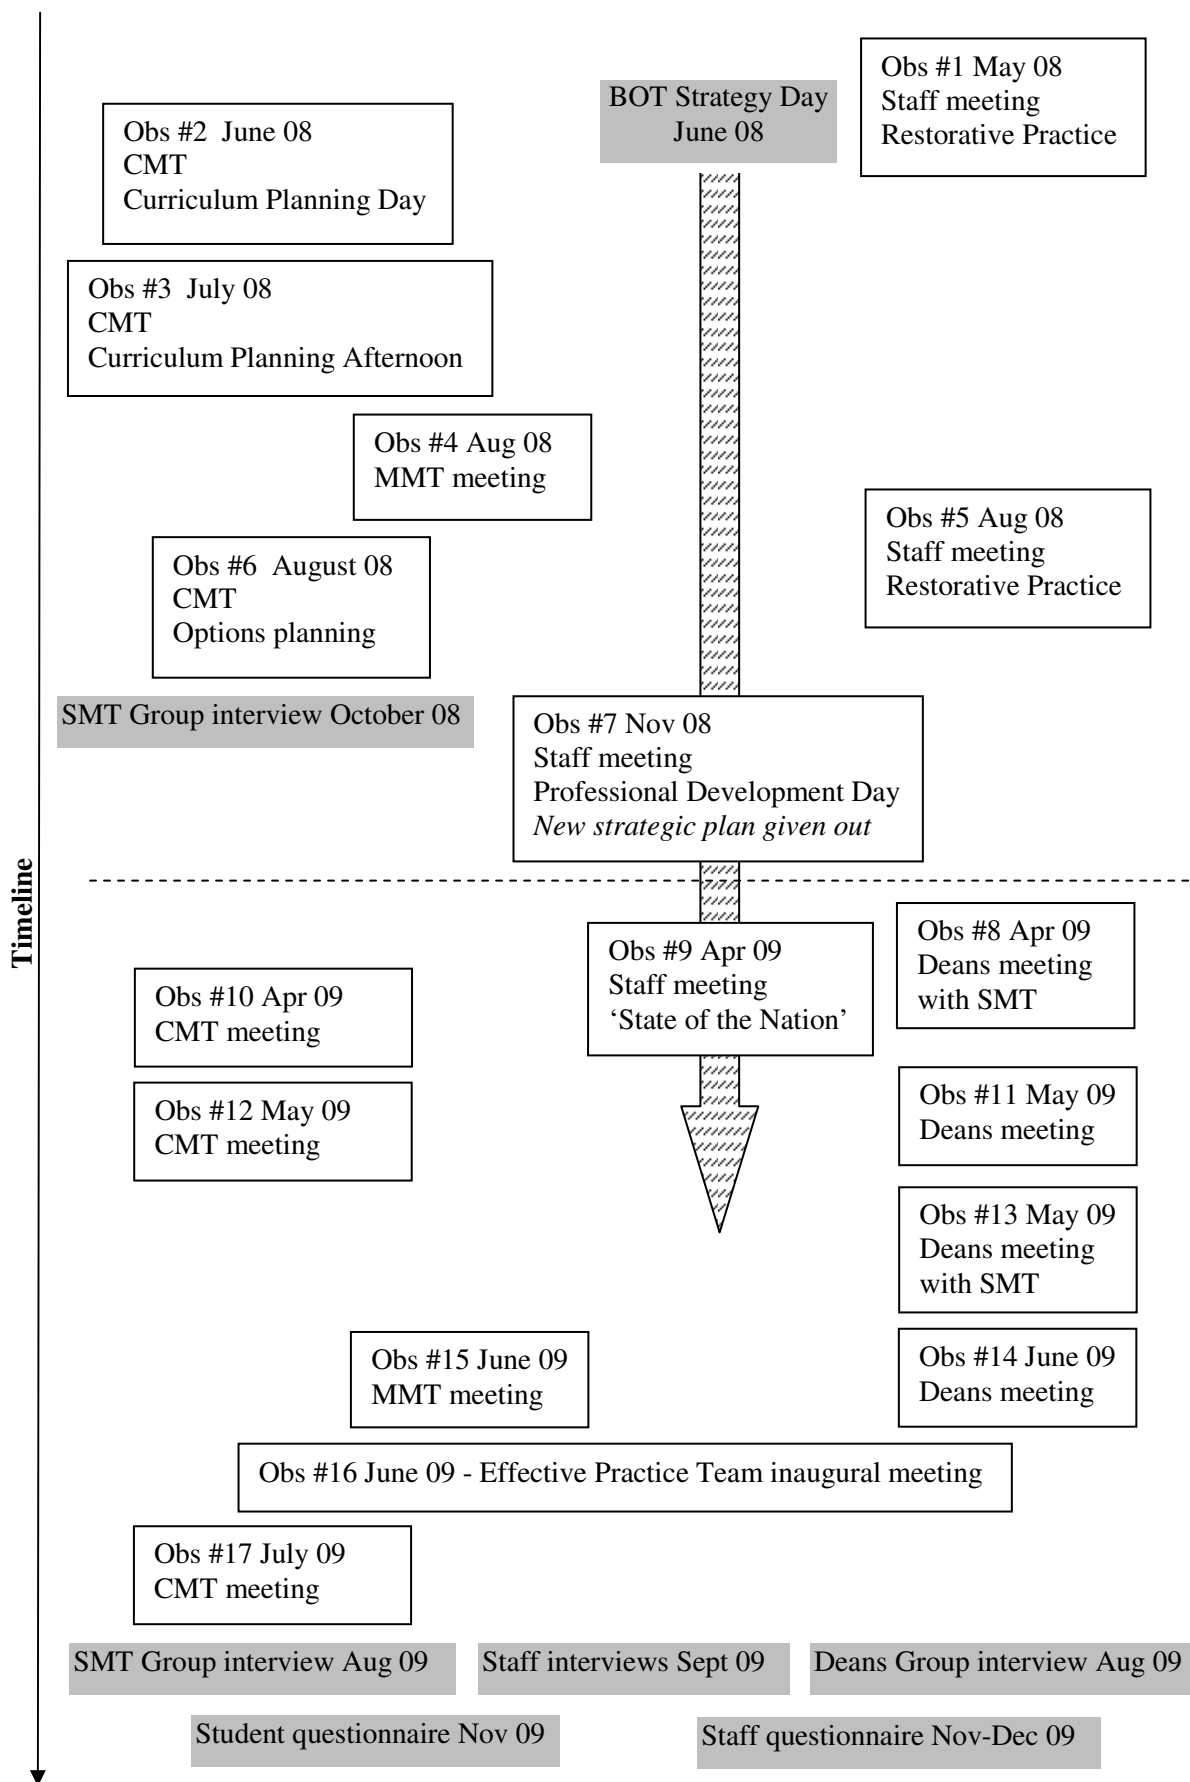 Obs #1 May 08
Staff meeting
Restorative Practice
BOT Strategy Day
June 08
Obs #2  June 08
CMT
Curriculum Planning Day
Obs #3  July 08
CMT
Curriculum Planning Afternoon
Obs #4 Aug 08
MMT meeting
Obs #5 Aug 08
Staff meeting
Restorative Practice
Obs #6  August 08
CMT
Options planning
SMT Group interview October 08
Obs #7 Nov 08
Staff meeting
Professional Development Day
New strategic plan given out
Timeline
Obs #8 Apr 09
Deans meeting
with SMT
Obs #9 Apr 09
Staff meeting
‘State of the Nation’
Obs #10 Apr 09
CMT meeting
Obs #11 May 09
Deans meeting
Obs #12 May 09
CMT meeting
Obs #13 May 09
Deans meeting
with SMT
Obs #14 June 09
Deans meeting
Obs #15 June 09
MMT meeting
Obs #16 June 09 - Effective Practice Team inaugural meeting
Obs #17 July 09
CMT meeting
SMT Group interview Aug 09
Staff interviews Sept 09
Deans Group interview Aug 09
Student questionnaire Nov 09
Staff questionnaire Nov-Dec 09